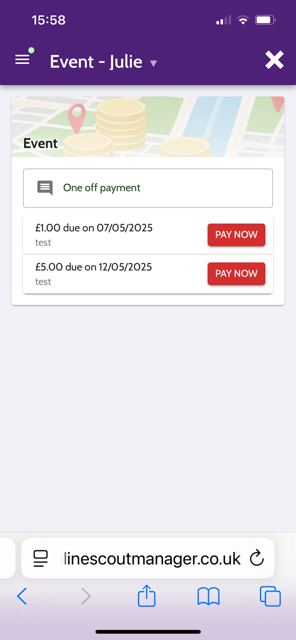 15:58
Event - Julie
Event
One off payment
£1.00 due on 07/05/2025
test
PAY NOW
£5.00 due on 12/05/2025
test
PAY NOW
linescoutmanager.co.uk